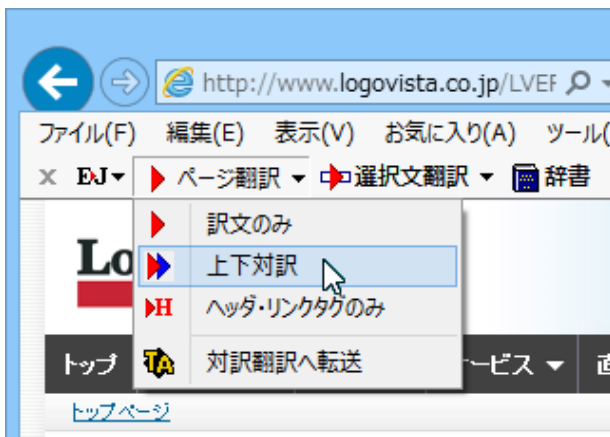 http://www.logovista.co.jp/LVEF
ファイル(F) 編集(E) 表示(V) お気に入り(A) ツール(
× EJ▼ ページ翻訳 ▼ 選択文翻訳 ▼ 辞書
訳文のみ
Lo
上下対訳
H ヘッダ・リンクタグのみ
トップ
TA 対訳翻訳へ転送
ービス ▼
トップページ